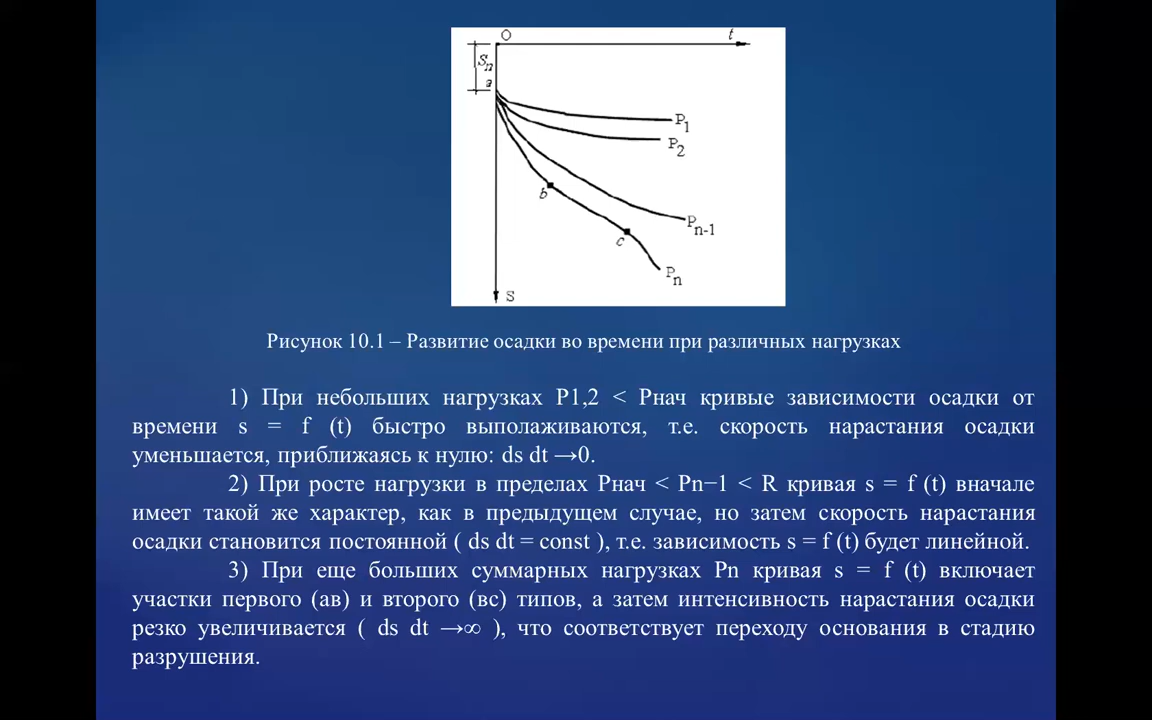 O
t
Sn
a
P1
P2
b
Pn-1
c
Pn
S
Рисунок 10.1 – Развитие осадки во времени при различных нагрузках
1) При небольших нагрузках P1,2 < Pнач кривые зависимости осадки от
времени s = f (t) быстро выполаживаются, т.е. скорость нарастания осадки
уменьшается, приближаясь к нулю: ds dt →0.
2) При росте нагрузки в пределах Рнач < Pn−1 < R кривая s = f (t) вначале
имеет такой же характер, как в предыдущем случае, но затем скорость нарастания
осадки становится постоянной ( ds dt = const ), т.е. зависимость s = f (t) будет линейной.
3) При еще больших суммарных нагрузках Pn кривая s = f (t) включает
участки первого (ав) и второго (вс) типов, а затем интенсивность нарастания осадки
резко увеличивается ( ds dt →∞ ), что соответствует переходу основания в стадию
разрушения.